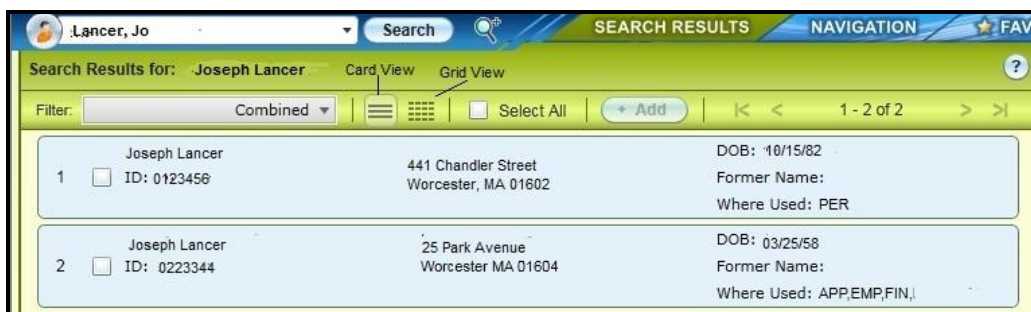 :Lancer, Jo Search SEARCH RESULTS NAVIGATION FAV
Search Results for: Joseph Lancer Card View Grid View ?
Filter: Combined Select All + Add |< < 1 - 2 of 2 > >|
Joseph Lancer
1 ID: 0123456
441 Chandler Street
Worcester, MA 01602
DOB: 10/15/82
Former Name:
Where Used: PER
Joseph Lancer
2 ID: 0223344
25 Park Avenue
Worcester MA 01604
DOB: 03/25/58
Former Name:
Where Used: APP,EMP,FIN,